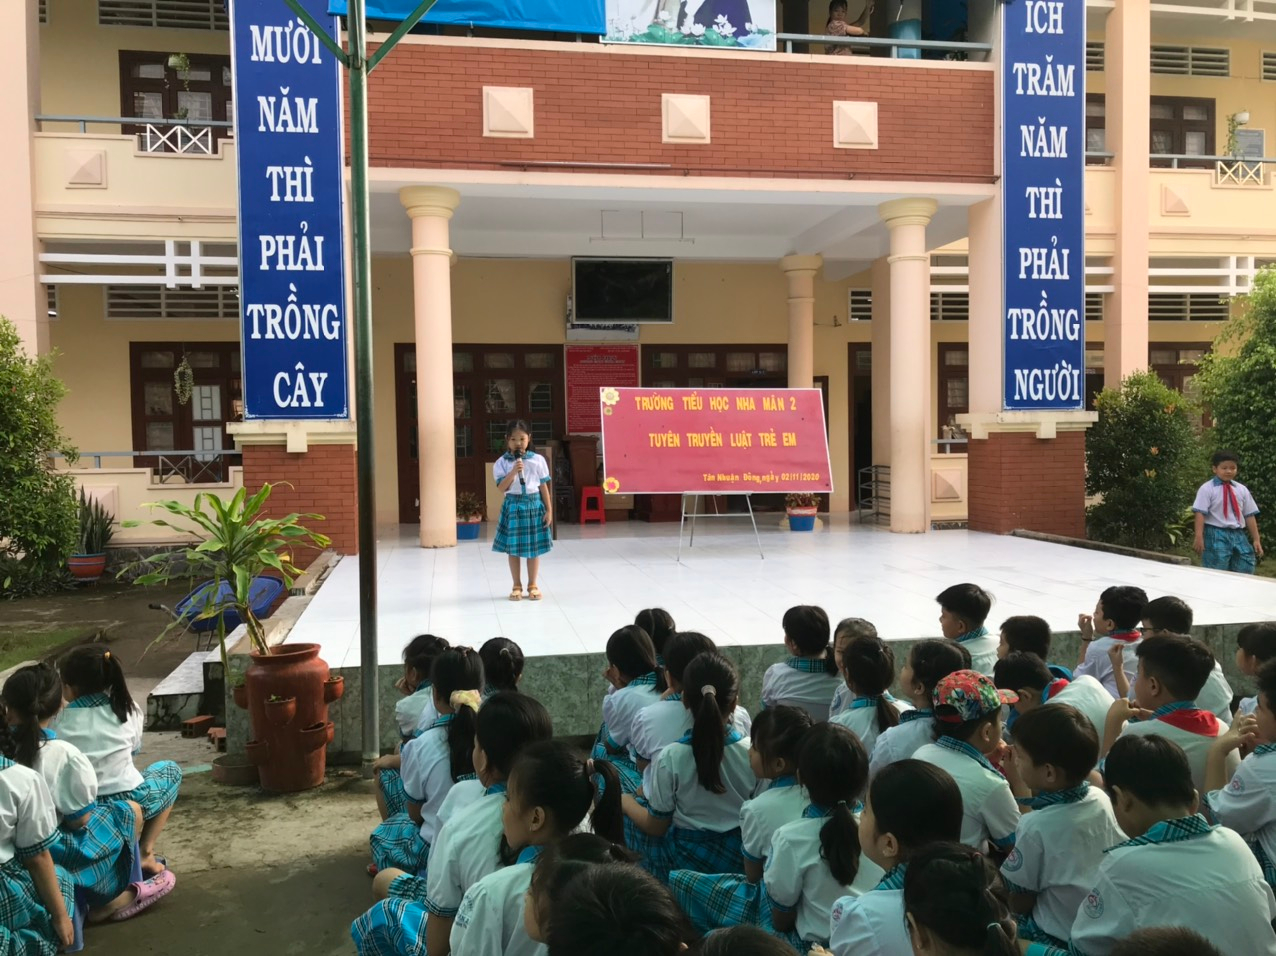 MƯỜI
NĂM
THÌ
PHẢI
TRỒNG
CÂY
ÍCH
TRĂM
NĂM
THÌ
PHẢI
TRỒNG
NGƯỜI
TRƯỜNG TIỂU HỌC NHA MÂN 2
TUYÊN TRUYỀN LUẬT TRẺ EM
Tân Nhuận Đông, ngày 02/11/2020